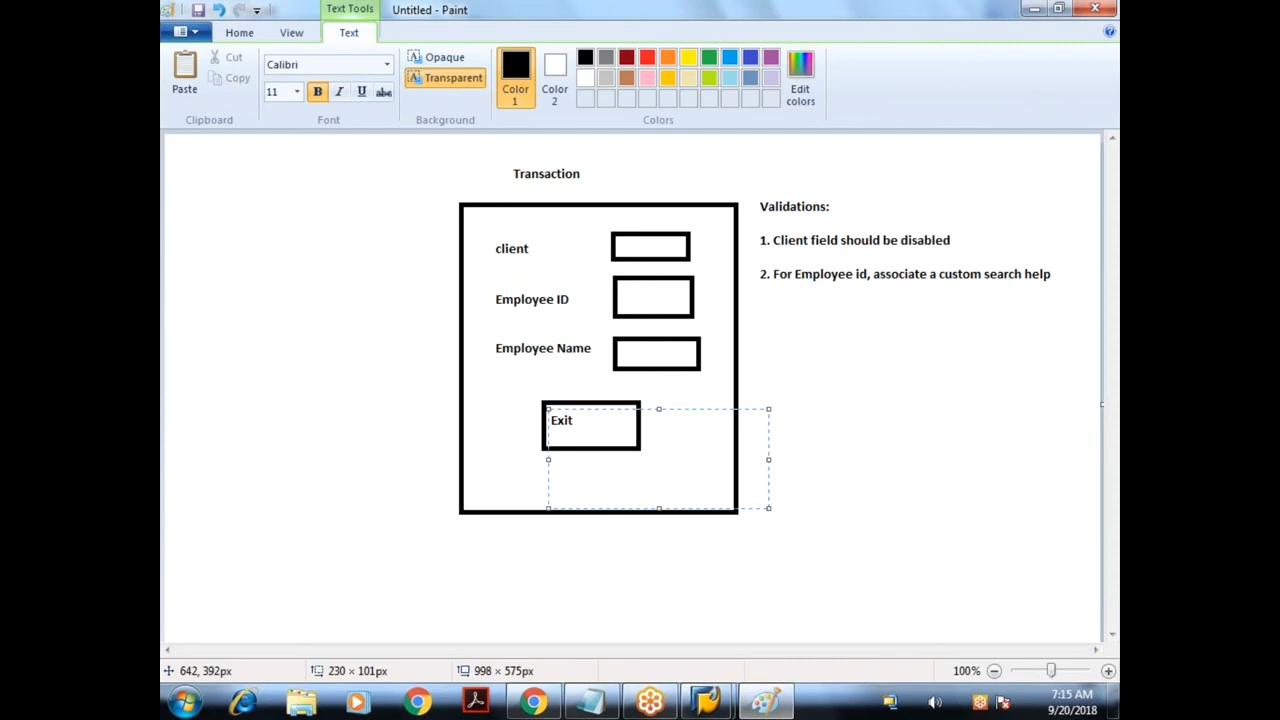 Text Tools
Untitled - Paint
Home
View
Text
Paste
Cut
Copy
Clipboard
Calibri
11
B
I
U
abc
Font
Opaque
Transparent
Background
Color
1
Color
2
Edit
colors
Colors
Transaction
Validations:
client
1. Client field should be disabled
2. For Employee id, associate a custom search help
Employee ID
Employee Name
Exit
642, 392px
230 × 101px
998 × 575px
100%
7:15 AM
9/20/2018